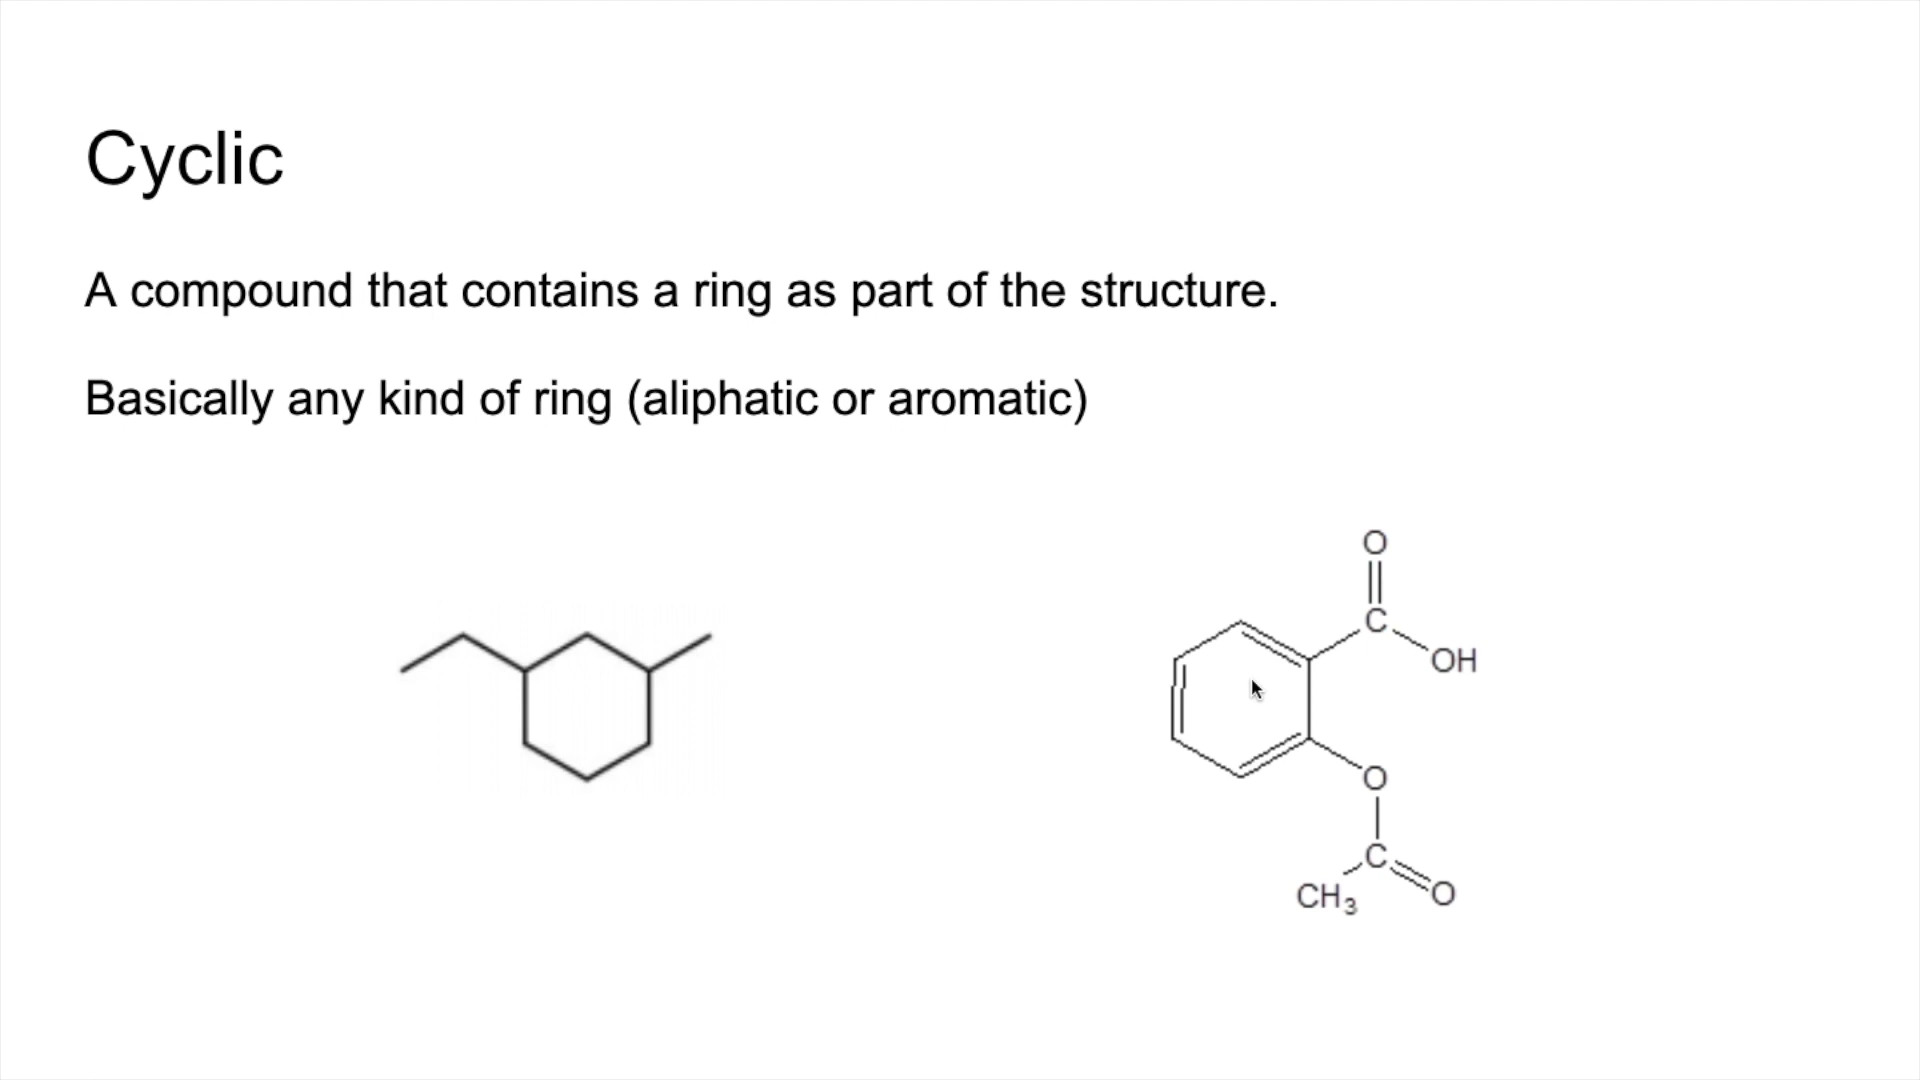 Cyclic
A compound that contains a ring as part of the structure.
Basically any kind of ring (aliphatic or aromatic)
O
C
OH
O
C
CH3
O